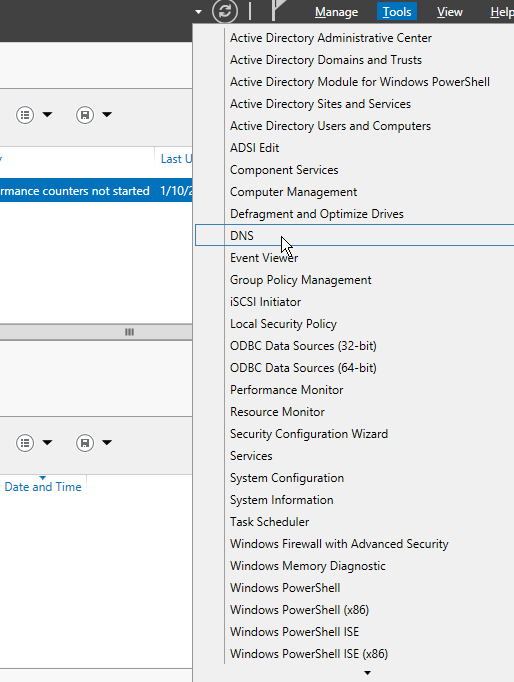 Manage Tools View Help
Active Directory Administrative Center
Active Directory Domains and Trusts
Active Directory Module for Windows PowerShell
Active Directory Sites and Services
Active Directory Users and Computers
ADSI Edit
Component Services
Last U
Computer Management
rmance counters not started 1/10/2
Defragment and Optimize Drives
DNS
Event Viewer
Group Policy Management
iSCSI Initiator
Local Security Policy
ODBC Data Sources (32-bit)
ODBC Data Sources (64-bit)
Performance Monitor
Resource Monitor
Security Configuration Wizard
Services
System Configuration
Date and Time
System Information
Task Scheduler
Windows Firewall with Advanced Security
Windows Memory Diagnostic
Windows PowerShell
Windows PowerShell (x86)
Windows PowerShell ISE
Windows PowerShell ISE (x86)